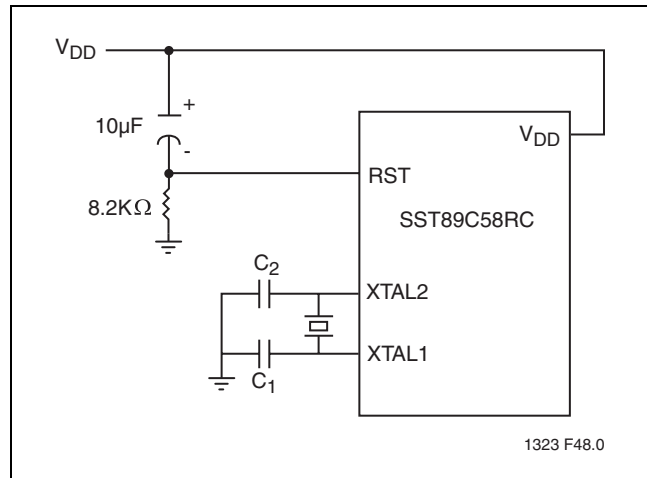 VDD
+
10µF
-
8.2KΩ
VDD
RST
SST89C58RC
C2
XTAL2
XTAL1
C1
1323 F48.0